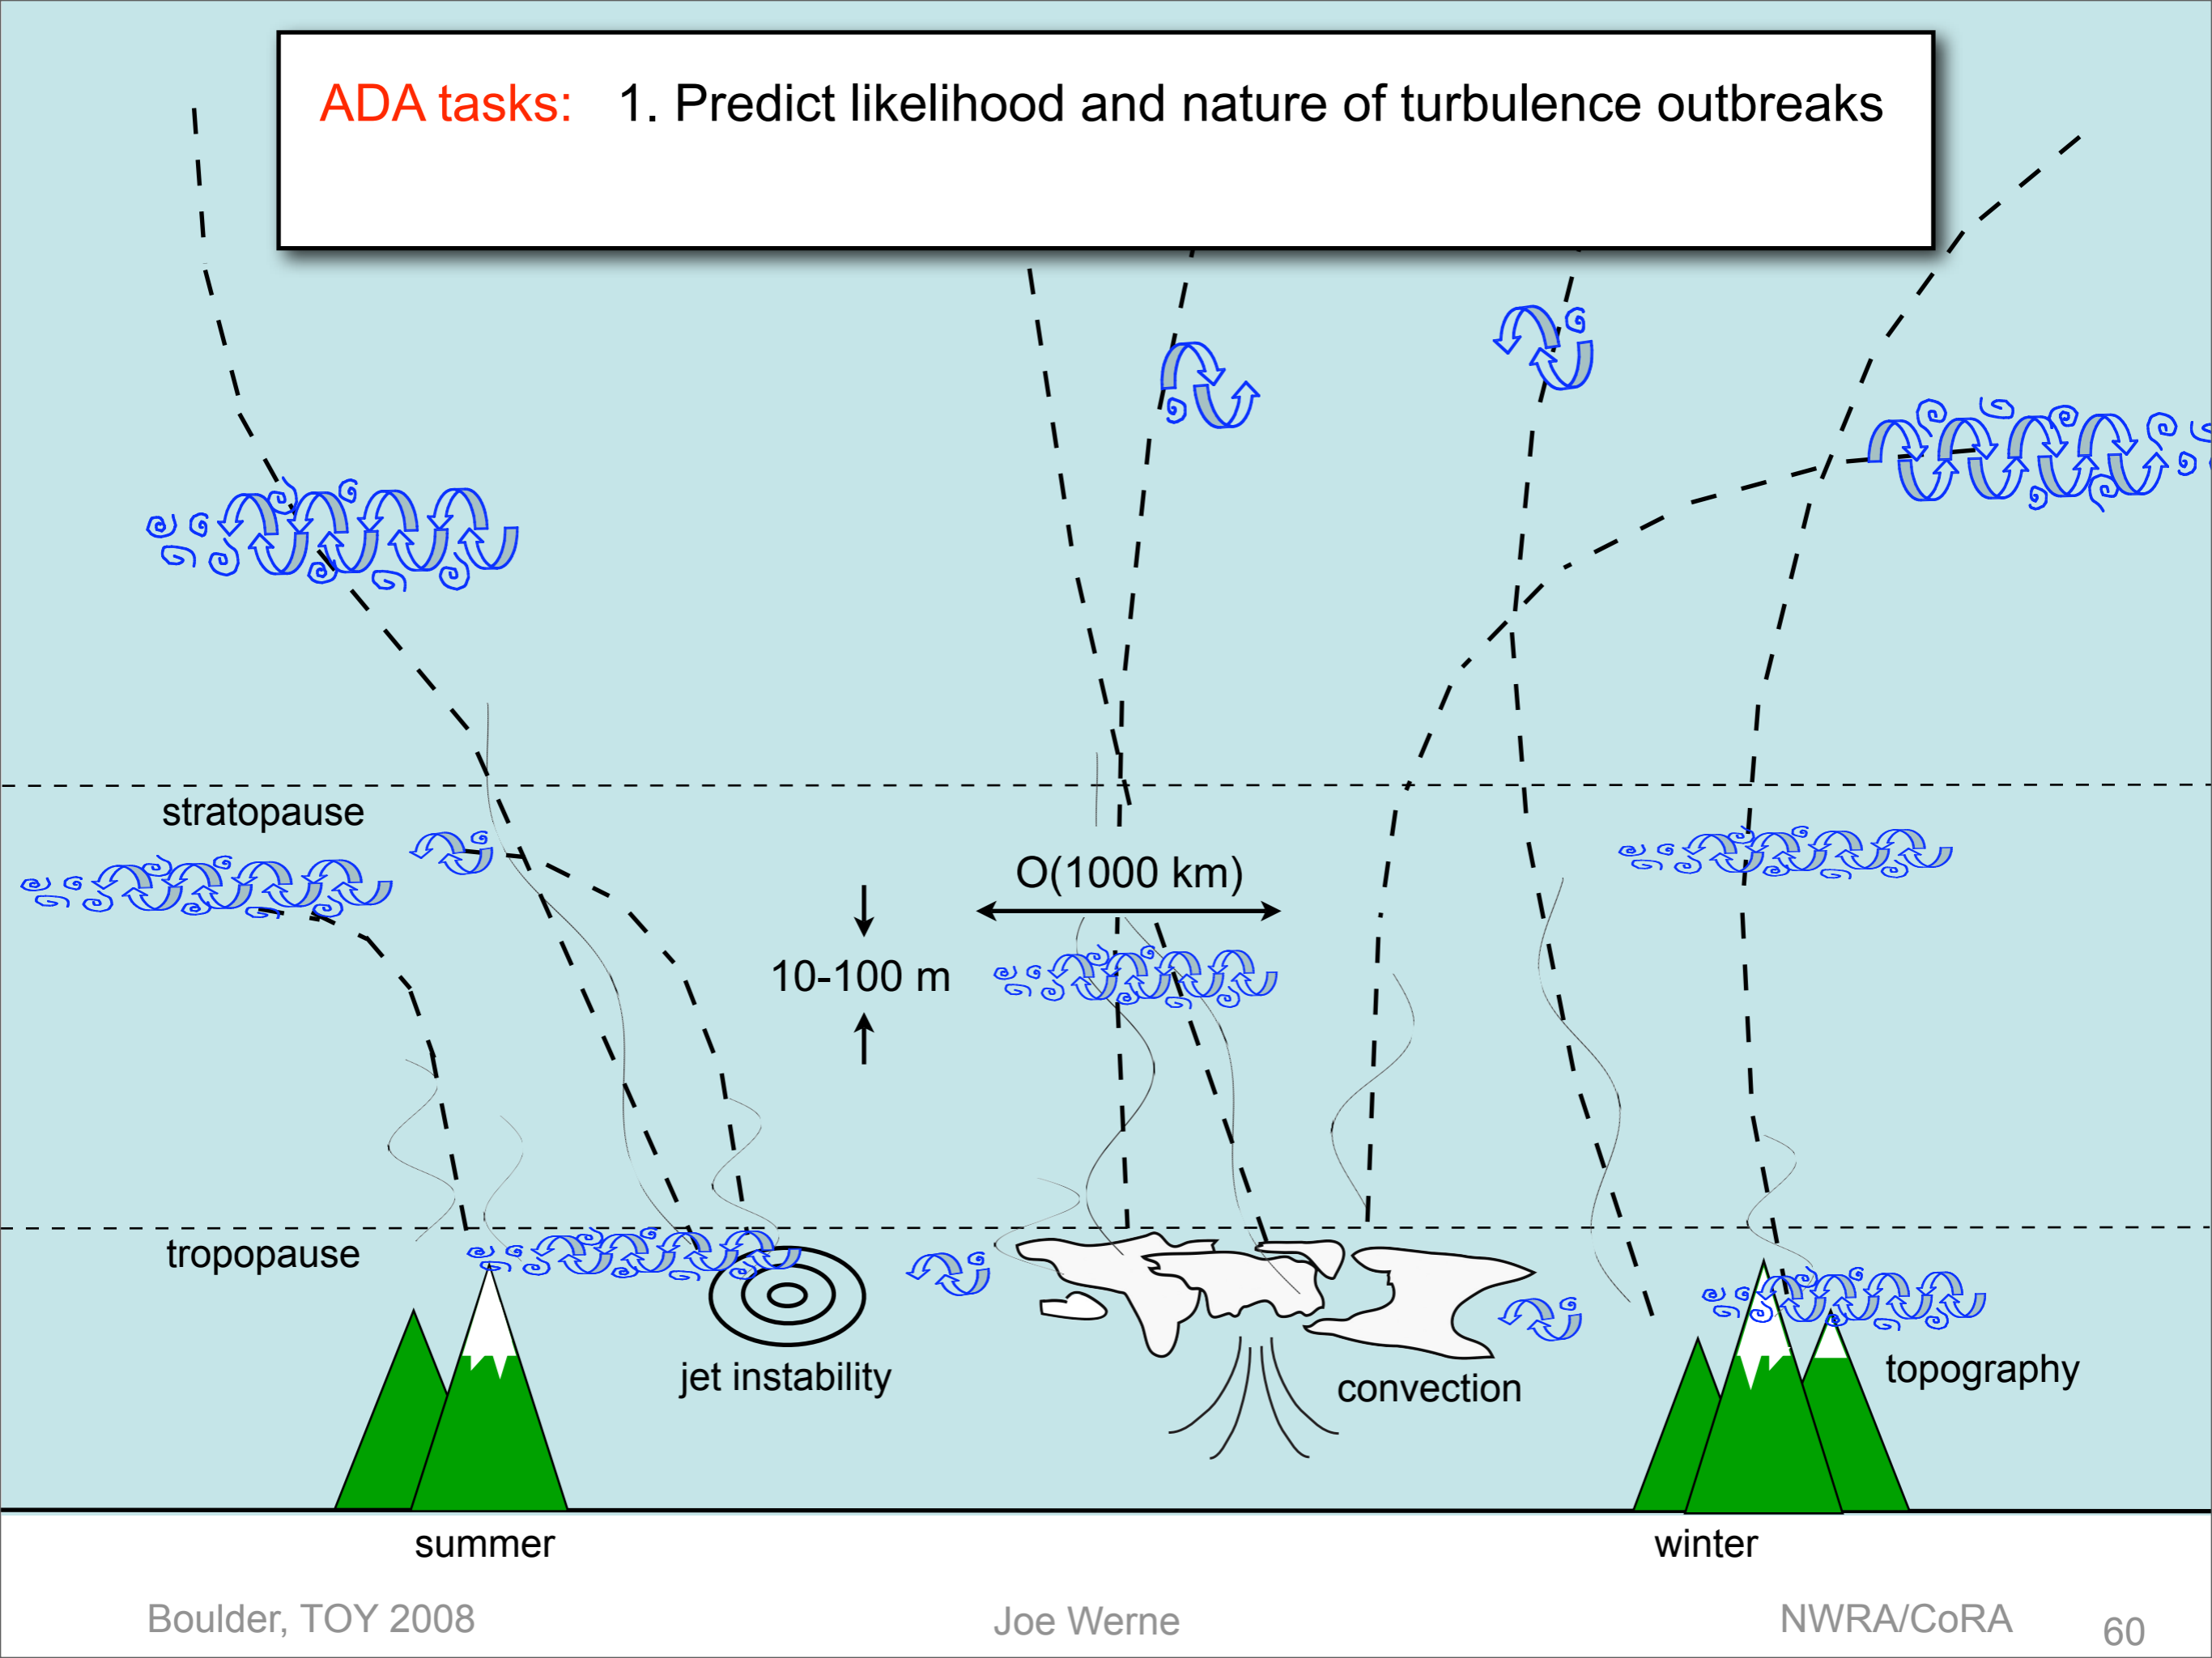 ADA tasks: 1. Predict likelihood and nature of turbulence outbreaks
stratopause
O(1000 km)
10-100 m
tropopause
jet instability
convection
topography
summer
winter
Boulder, TOY 2008
Joe Werne
NWRA/CoRA
60